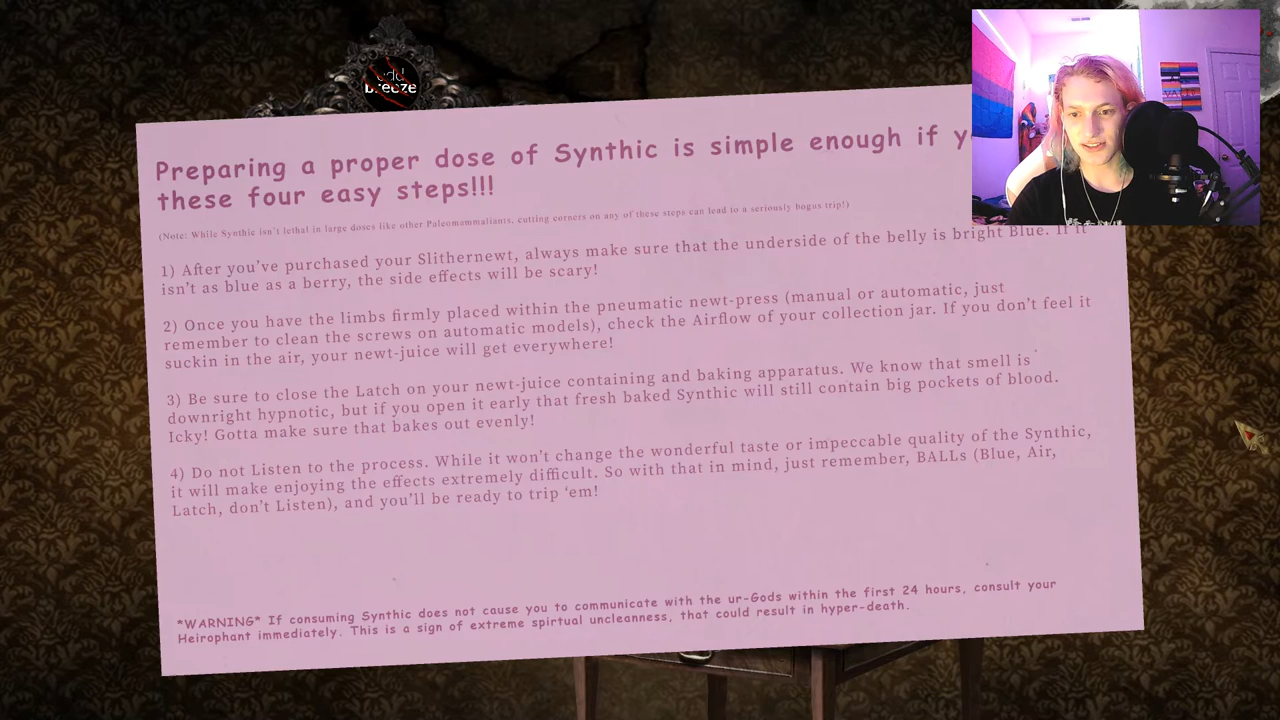 odd
breeze
Preparing a proper dose of Synthic is simple enough if
these four easy steps!!!
(Note: While Synthic isn't lethal in large doses like other Paleomammaliants, cutting corners on any of these steps can lead to a seriously bogus trip!)
1) After you've purchased your Slithernewt, always make sure that the underside of the belly is bright Blue. If it
isn't as blue as a berry, the side effects will be scary!
2) Once you have the limbs firmly placed within the pneumatic newt-press (manual or automatic, just
remember to clean the screws on automatic models), check the Airflow of your collection jar. If you don't feel it
suckin in the air, your newt-juice will get everywhere!
3) Be sure to close the Latch on your newt-juice containing and baking apparatus. We know that smell is
downright hypnotic, but if you open it early that fresh baked Synthic will still contain big pockets of blood.
Icky! Gotta make sure that bakes out evenly!
4) Do not Listen to the process. While it won't change the wonderful taste or impeccable quality of the Synthic,
it will make enjoying the effects extremely difficult. So with that in mind, just remember, BALLs (Blue, Air,
Latch, don't Listen), and you'll be ready to trip 'em!
*WARNING* If consuming Synthic does not cause you to communicate with the ur-Gods within the first 24 hours, consult your
Heirophant immediately. This is a sign of extreme spirtual uncleanness, that could result in hyper-death.